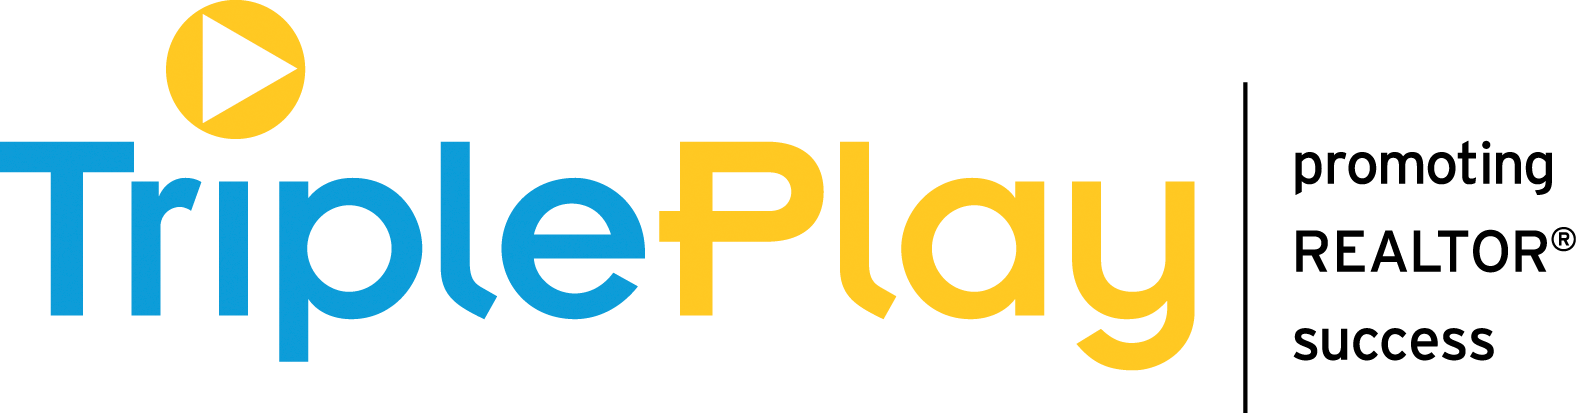 TriplePlay
promoting
REALTOR®
success